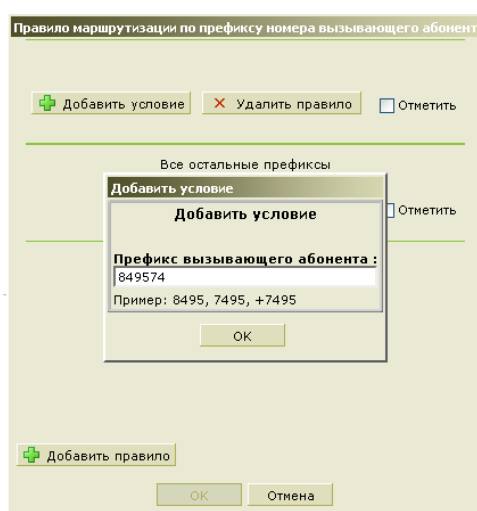 Правило маршрутизации по префиксу номера вызывающего абонент
Добавить условие Удалить правило Отметить
Все остальные префиксы
Добавить условие
Добавить условие
Отметить
Префикс вызывающего абонента :
849574
Пример: 8495, 7495, +7495
OK
Добавить правило
OK Отмена